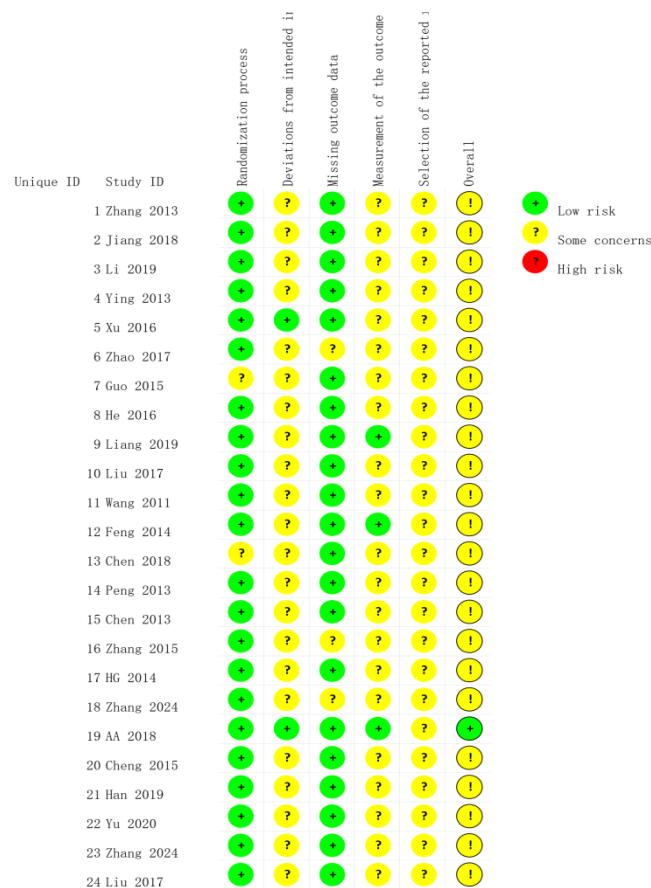 Randomization process
Deviations from intended in
Missing outcome data
Measurement of the outcome
Selection of the reported r
Overall
Unique ID Study ID
1 Zhang 2013 + ? + ? ? !
2 Jiang 2018 + ? + ? ? !
3 Li 2019 + ? + ? ? !
4 Ying 2013 + ? + ? ? !
5 Xu 2016 + + + ? ? !
6 Zhao 2017 + ? ? ? ? !
7 Guo 2015 ? ? + ? ? !
8 He 2016 + ? + ? ? !
9 Liang 2019 + ? + + ? !
10 Liu 2017 + ? + ? ? !
11 Wang 2011 + ? + ? ? !
12 Feng 2014 + ? + + ? !
13 Chen 2018 ? ? + ? ? !
14 Peng 2013 + ? + ? ? !
15 Chen 2013 + ? + ? ? !
16 Zhang 2015 + ? ? ? ? !
17 HG 2014 + ? + ? ? !
18 Zhang 2024 + ? ? ? ? !
19 AA 2018 + + + + ? +
20 Cheng 2015 + ? + ? ? !
21 Han 2019 + ? + ? ? !
22 Yu 2020 + ? + ? ? !
23 Zhang 2024 + ? + ? ? !
24 Liu 2017 + ? + ? ? !
+ Low risk
? Some concerns
? High risk